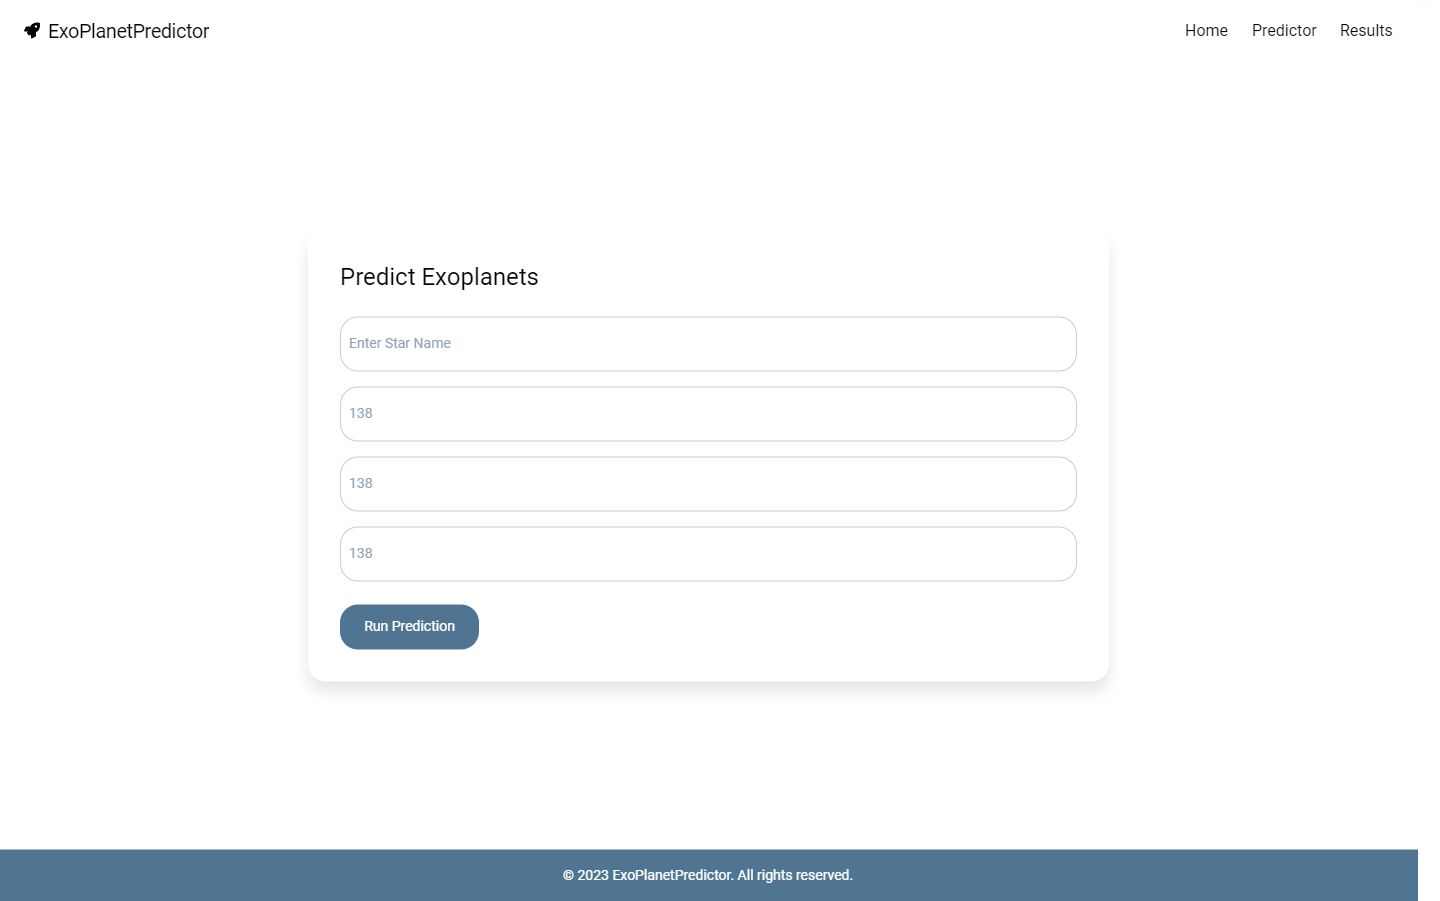 ExoPlanetPredictor
Home Predictor Results
Predict Exoplanets
Enter Star Name
138
138
138
Run Prediction
© 2023 ExoPlanetPredictor. All rights reserved.